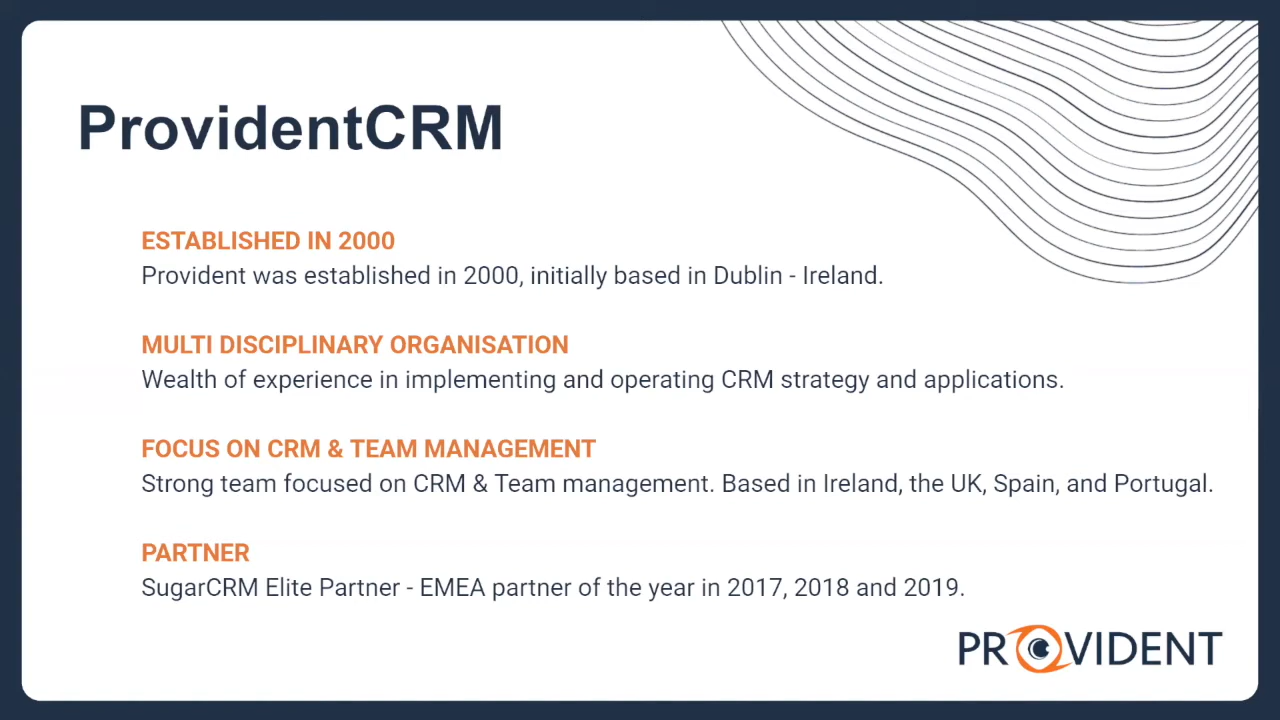 ProvidentCRM
ESTABLISHED IN 2000
Provident was established in 2000, initially based in Dublin - Ireland.
MULTI DISCIPLINARY ORGANISATION
Wealth of experience in implementing and operating CRM strategy and applications.
FOCUS ON CRM & TEAM MANAGEMENT
Strong team focused on CRM & Team management. Based in Ireland, the UK, Spain, and Portugal.
PARTNER
SugarCRM Elite Partner - EMEA partner of the year in 2017, 2018 and 2019.
PROVIDENT